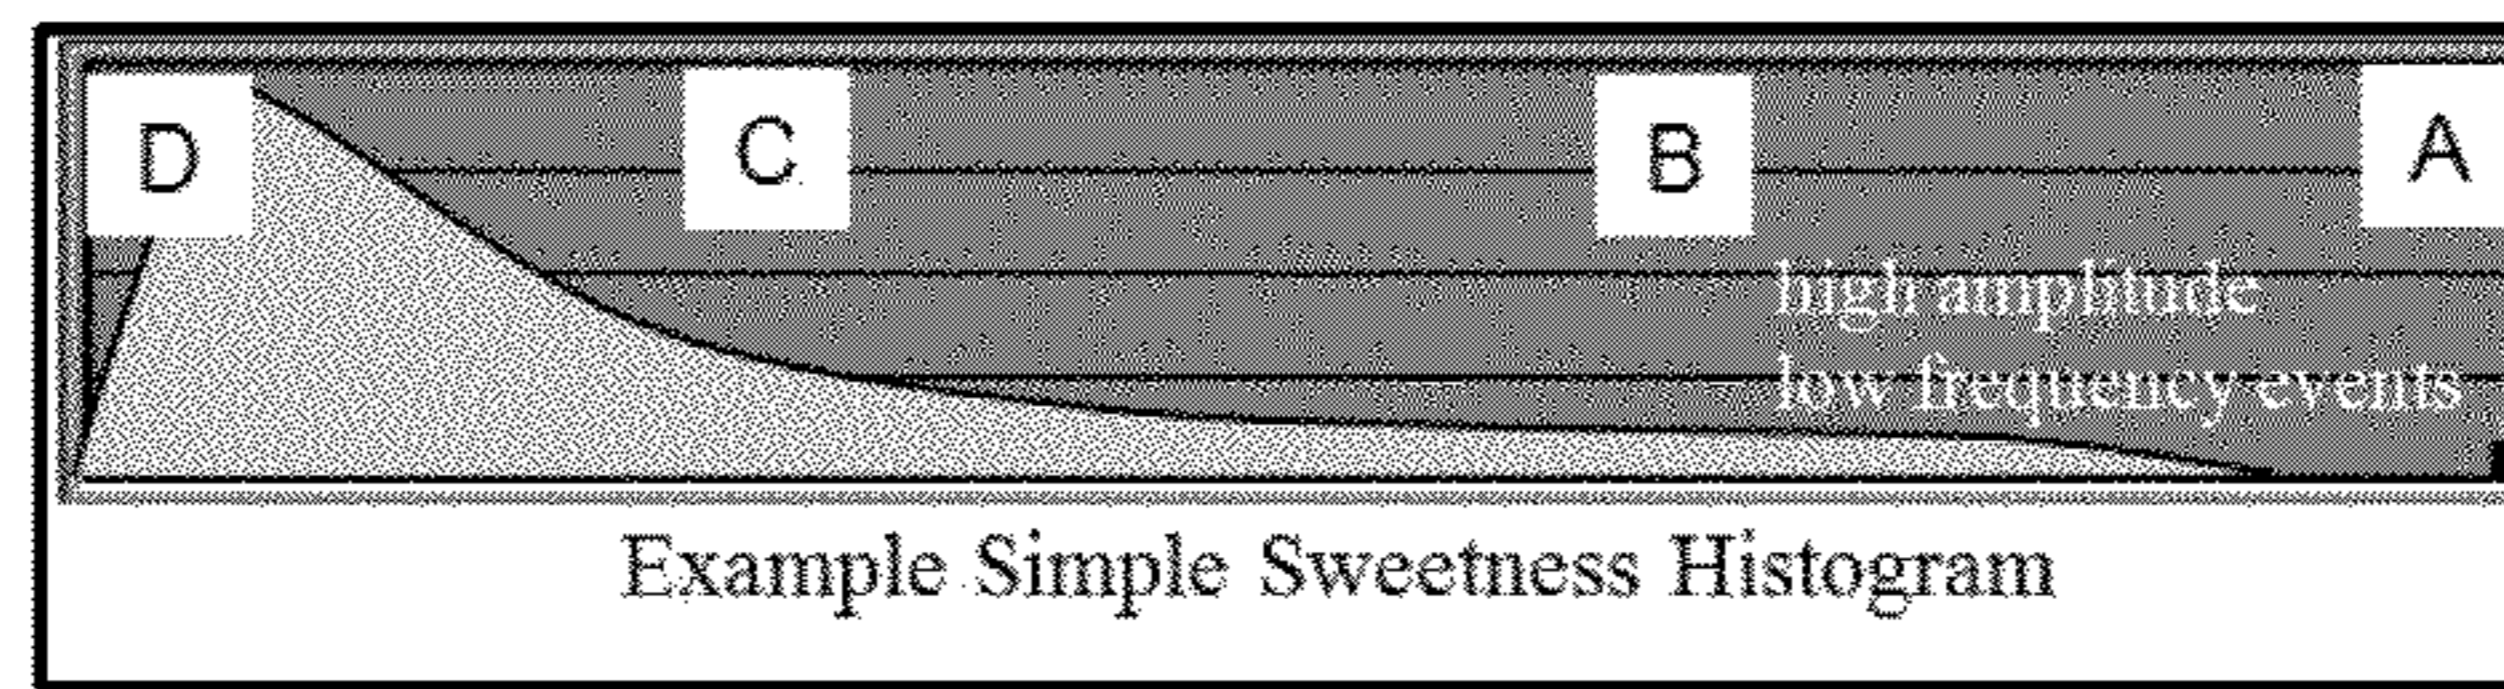 D C B A
high amplitude
low frequency events
Example Simple Sweetness Histogram